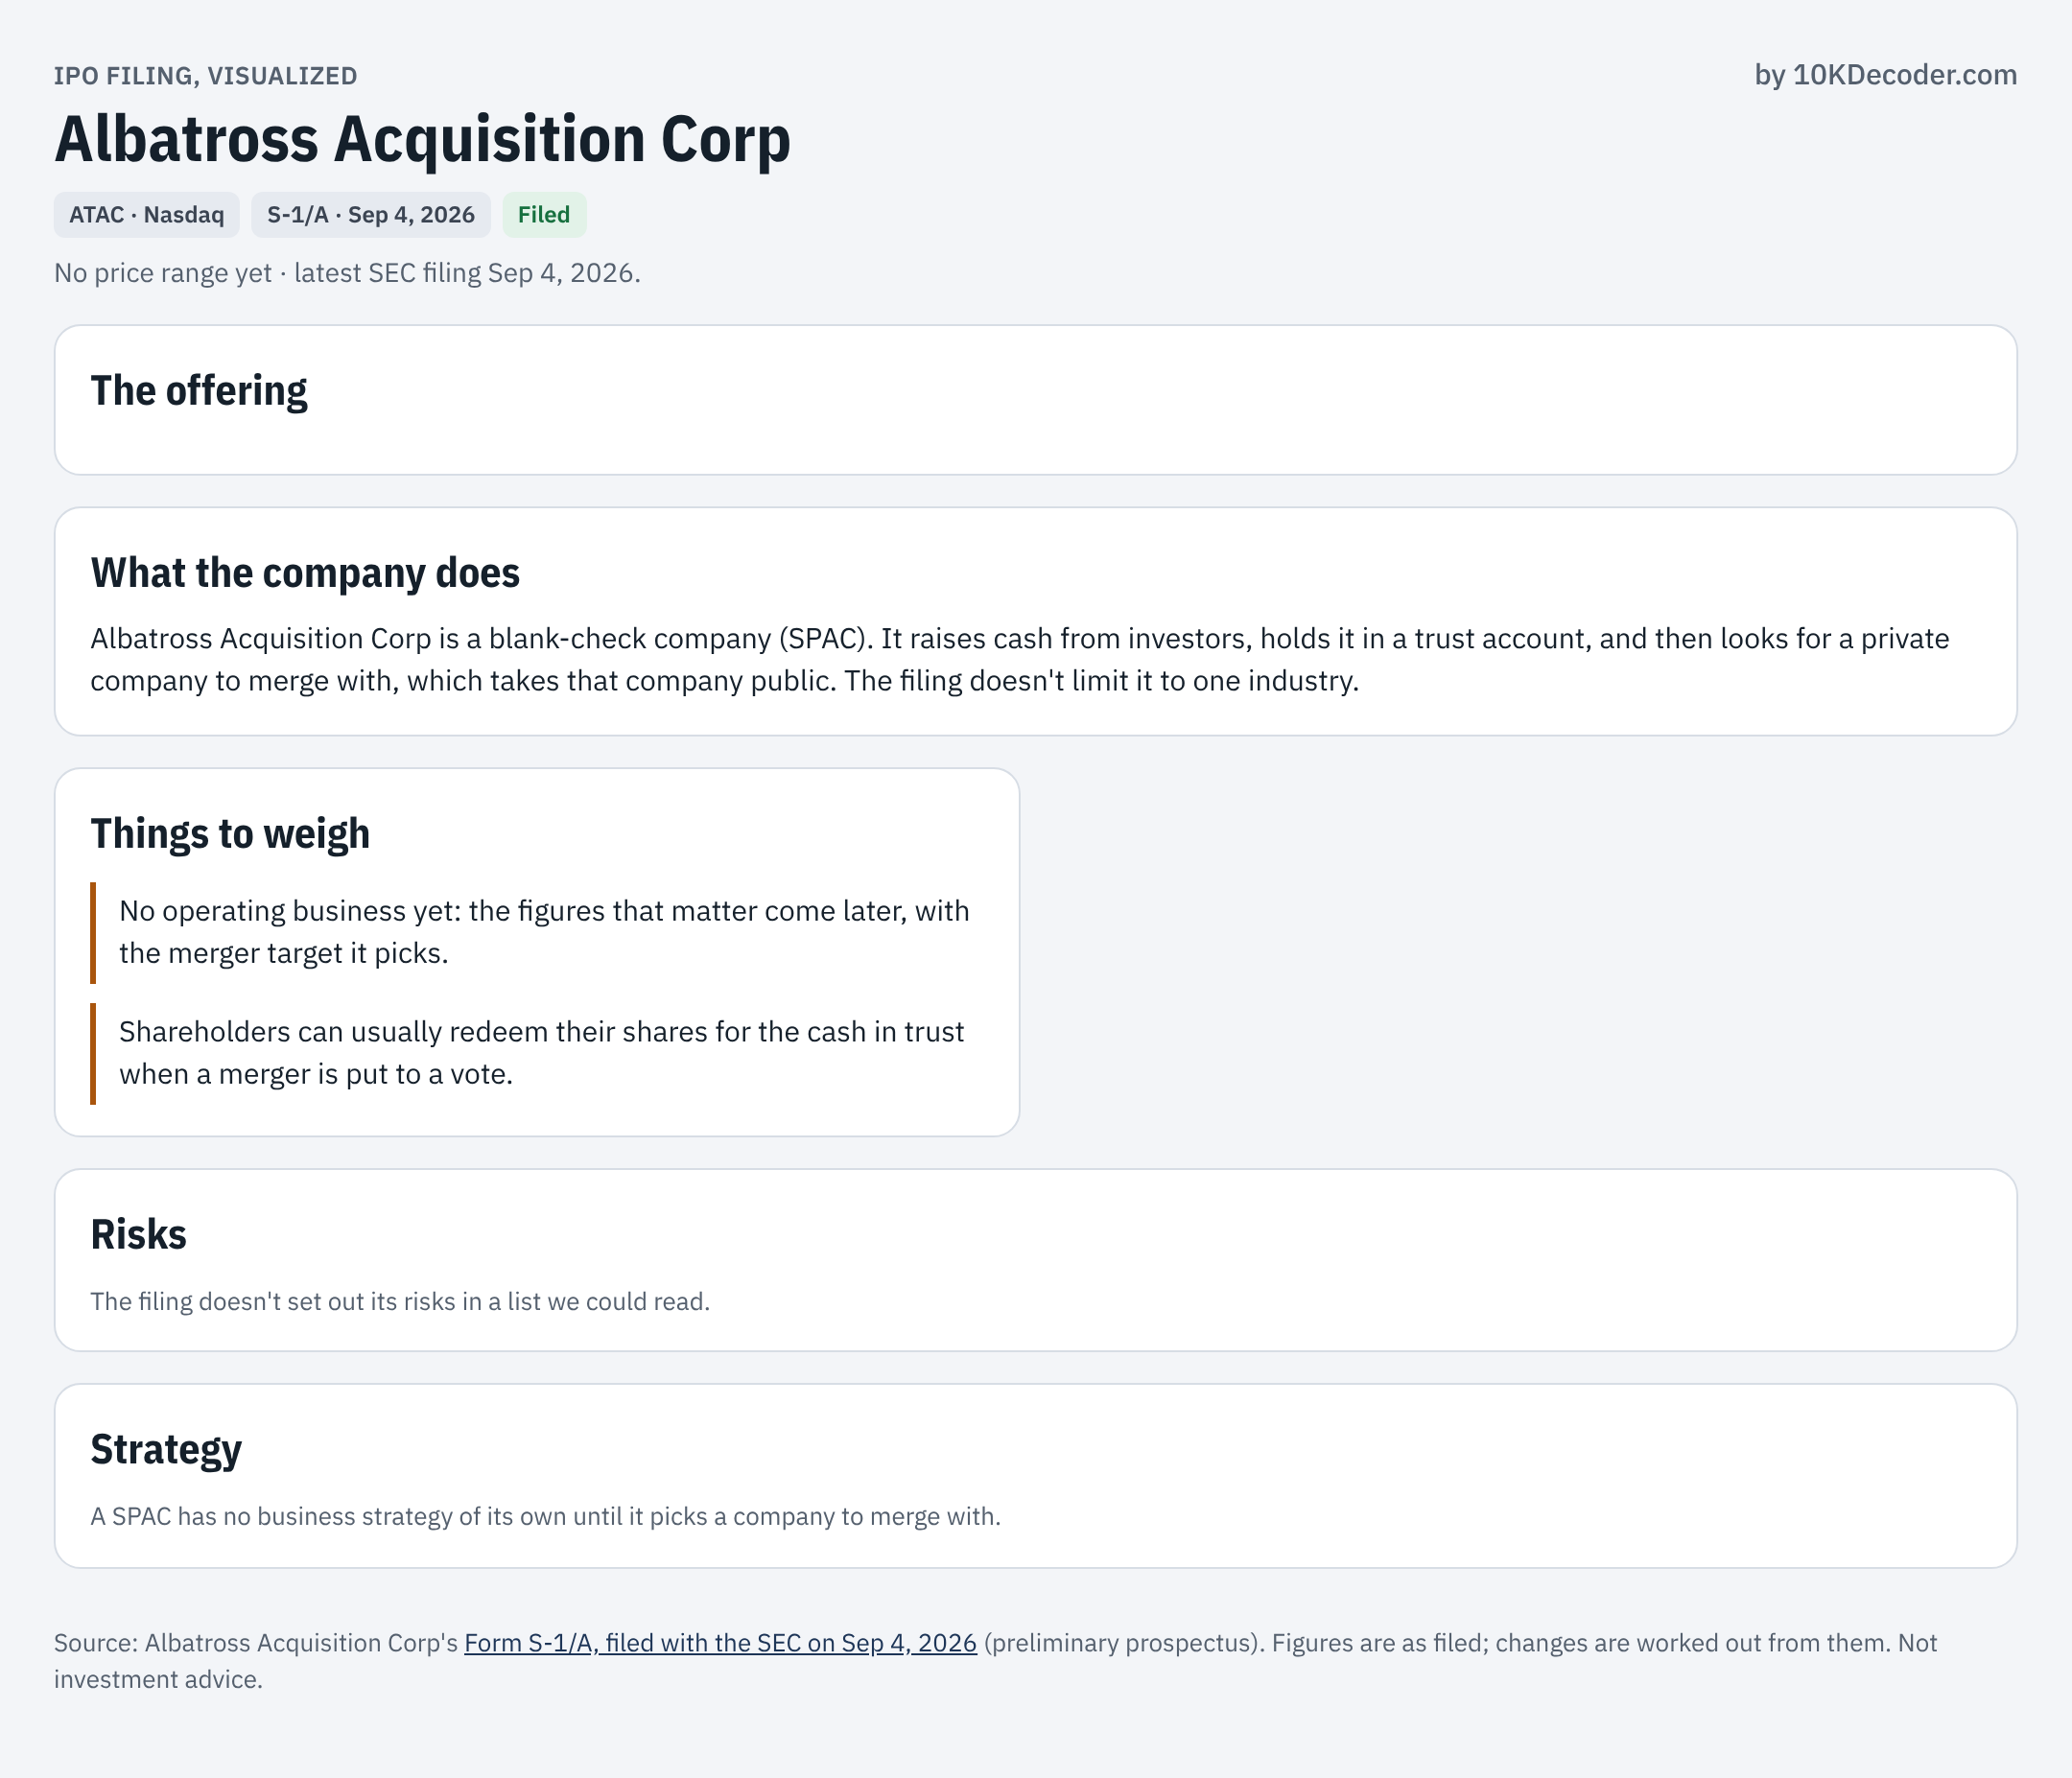 IPO FILING, VISUALIZED
by 10KDecoder.com
Albatross Acquisition Corp
ATAC · Nasdaq
S-1/A · Sep 4, 2026
Filed
No price range yet · latest SEC filing Sep 4, 2026.
The offering
What the company does
Albatross Acquisition Corp is a blank-check company (SPAC). It raises cash from investors, holds it in a trust account, and then looks for a private
company to merge with, which takes that company public. The filing doesn't limit it to one industry.
Things to weigh
No operating business yet: the figures that matter come later, with
the merger target it picks.
Shareholders can usually redeem their shares for the cash in trust
when a merger is put to a vote.
Risks
The filing doesn't set out its risks in a list we could read.
Strategy
A SPAC has no business strategy of its own until it picks a company to merge with.
Source: Albatross Acquisition Corp's Form S-1/A, filed with the SEC on Sep 4, 2026 (preliminary prospectus). Figures are as filed; changes are worked out from them. Not
investment advice.